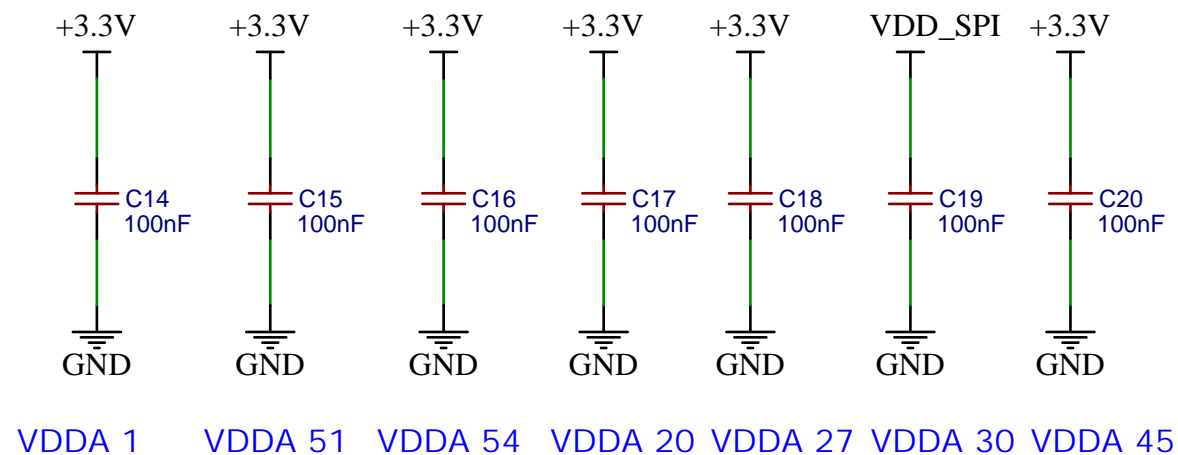 +3.3V +3.3V +3.3V +3.3V +3.3V VDD_SPI +3.3V
C14 C15 C16 C17 C18 C19 C20
100nF 100nF 100nF 100nF 100nF 100nF 100nF
GND GND GND GND GND GND GND
VDDA 1 VDDA 51 VDDA 54 VDDA 20 VDDA 27 VDDA 30 VDDA 45